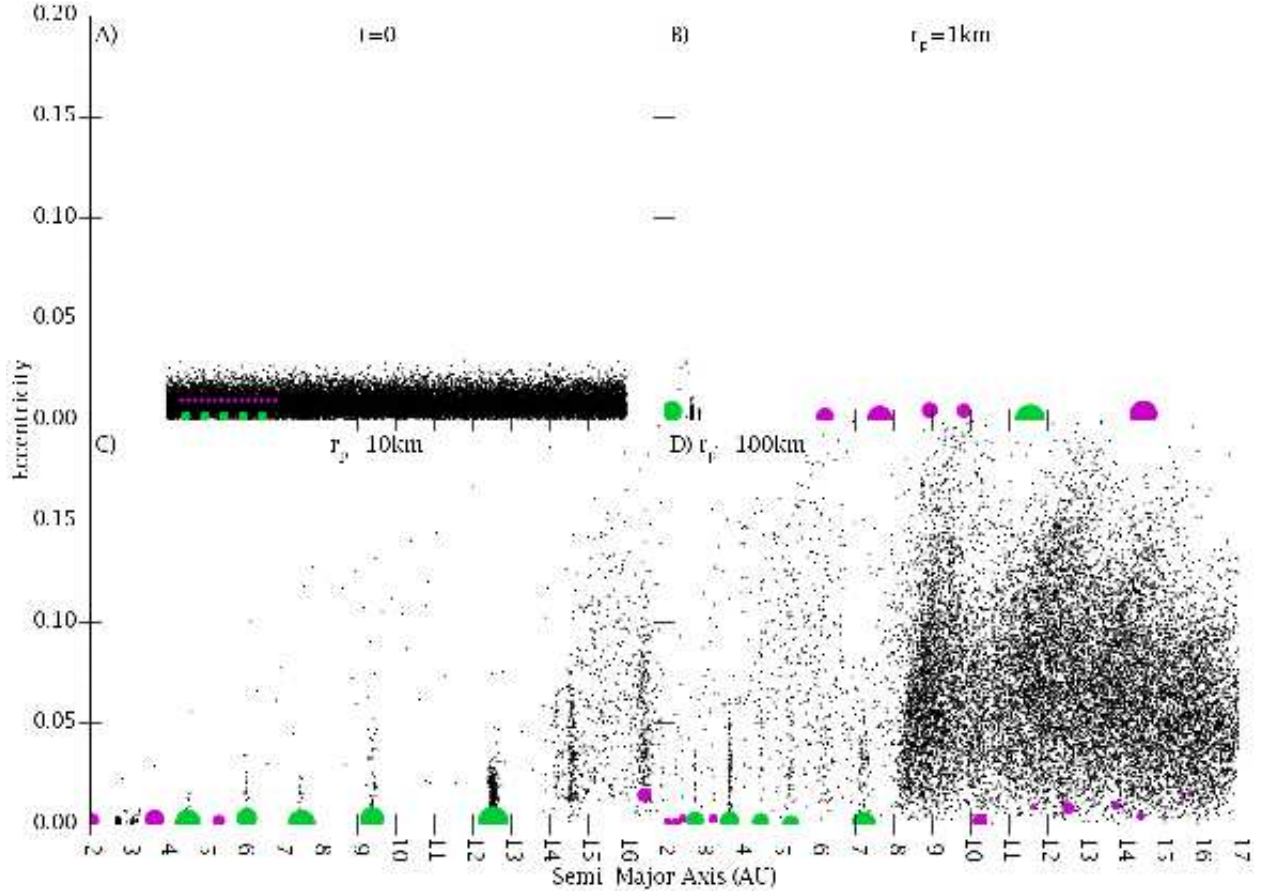 0.20
A)
t=0
B)
r_p=1km
0.15
0.10
0.05
0.00
Eccentricity
C)
r_p 10km
D) r_p 100km
0.15
0.10
0.05
0.00
2 3 4 5 6 7 8 9 10 11 12 13 14 15 16 2 3 4 5 6 7 8 9 10 11 12 13 14 15 16 17
Semi Major Axis (AU)